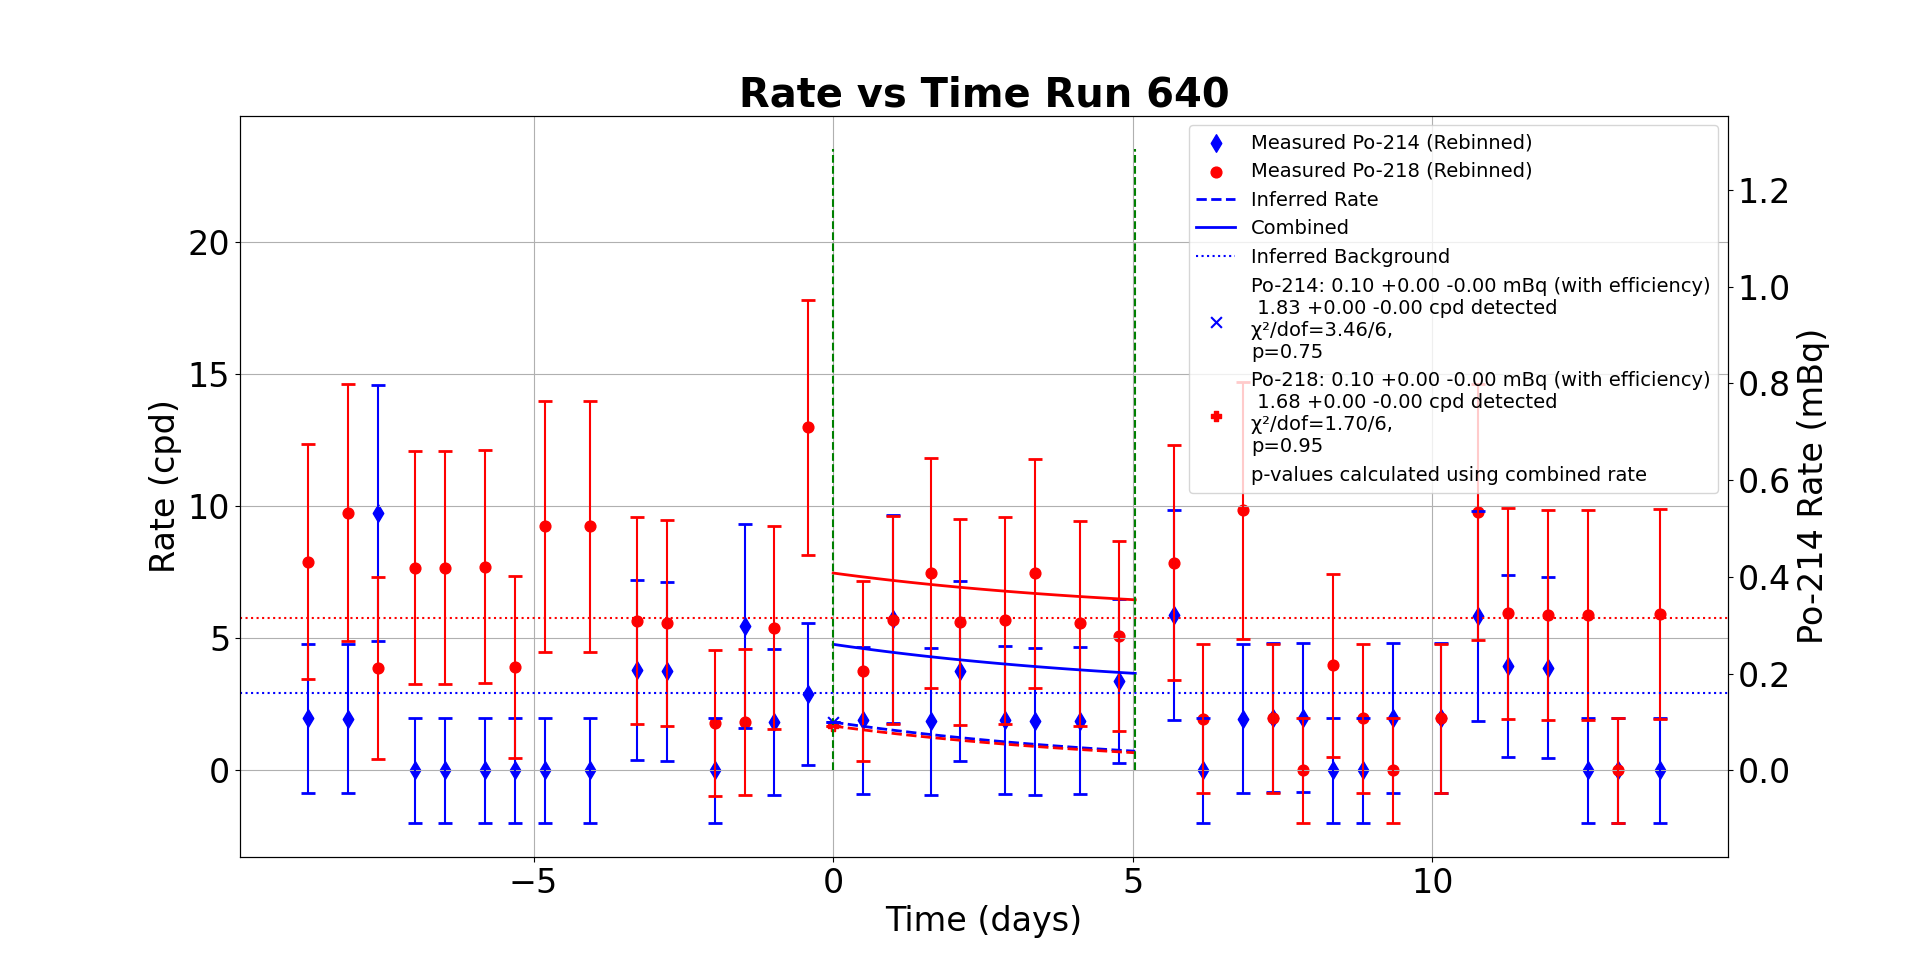 Rate vs Time Run 640
Rate (cpd)
20
15
10
5
0
−5
0
5
10
Time (days)
1.2
1.0
0.8
0.6
0.4
0.2
0.0
Po-214 Rate (mBq)
Measured Po-214 (Rebinned)
Measured Po-218 (Rebinned)
Inferred Rate
Combined
Inferred Background
Po-214: 0.10 +0.00 -0.00 mBq (with efficiency)
1.83 +0.00 -0.00 cpd detected
χ²/dof=3.46/6,
p=0.75
Po-218: 0.10 +0.00 -0.00 mBq (with efficiency)
1.68 +0.00 -0.00 cpd detected
χ²/dof=1.70/6,
p=0.95
p-values calculated using combined rate